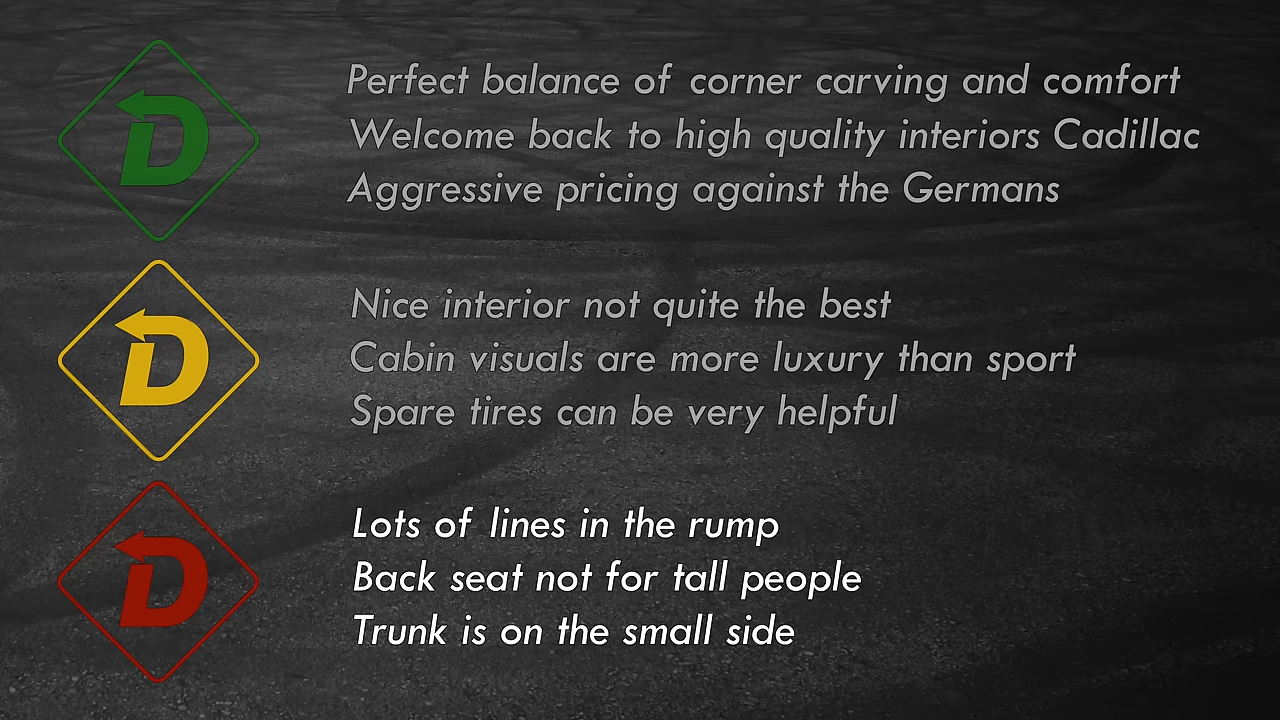 D
Perfect balance of corner carving and comfort
Welcome back to high quality interiors Cadillac
Aggressive pricing against the Germans
D
Nice interior not quite the best
Cabin visuals are more luxury than sport
Spare tires can be very helpful
D
Lots of lines in the rump
Back seat not for tall people
Trunk is on the small side